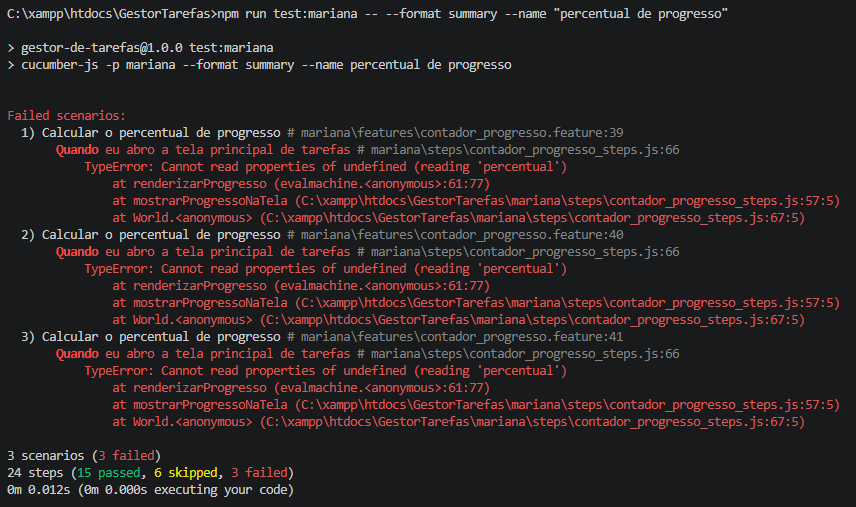 C:\xampp\htdocs\GestorTarefas>npm run test:mariana -- --format summary --name "percentual de progresso"
> gestor-de-tarefas@1.0.0 test:mariana
> cucumber-js -p mariana --format summary --name percentual de progresso
Failed scenarios:
1) Calcular o percentual de progresso # mariana\features\contador_progresso.feature:39
Quando eu abro a tela principal de tarefas # mariana\steps\contador_progresso_steps.js:66
TypeError: Cannot read properties of undefined (reading 'percentual')
at renderizarProgresso (evalmachine.<anonymous>:61:77)
at mostrarProgressoNaTela (C:\xampp\htdocs\GestorTarefas\mariana\steps\contador_progresso_steps.js:57:5)
at World.<anonymous> (C:\xampp\htdocs\GestorTarefas\mariana\steps\contador_progresso_steps.js:67:5)
2) Calcular o percentual de progresso # mariana\features\contador_progresso.feature:40
Quando eu abro a tela principal de tarefas # mariana\steps\contador_progresso_steps.js:66
TypeError: Cannot read properties of undefined (reading 'percentual')
at renderizarProgresso (evalmachine.<anonymous>:61:77)
at mostrarProgressoNaTela (C:\xampp\htdocs\GestorTarefas\mariana\steps\contador_progresso_steps.js:57:5)
at World.<anonymous> (C:\xampp\htdocs\GestorTarefas\mariana\steps\contador_progresso_steps.js:67:5)
3) Calcular o percentual de progresso # mariana\features\contador_progresso.feature:41
Quando eu abro a tela principal de tarefas # mariana\steps\contador_progresso_steps.js:66
TypeError: Cannot read properties of undefined (reading 'percentual')
at renderizarProgresso (evalmachine.<anonymous>:61:77)
at mostrarProgressoNaTela (C:\xampp\htdocs\GestorTarefas\mariana\steps\contador_progresso_steps.js:57:5)
at World.<anonymous> (C:\xampp\htdocs\GestorTarefas\mariana\steps\contador_progresso_steps.js:67:5)
3 scenarios (3 failed)
24 steps (15 passed, 6 skipped, 3 failed)
0m 0.012s (0m 0.000s executing your code)